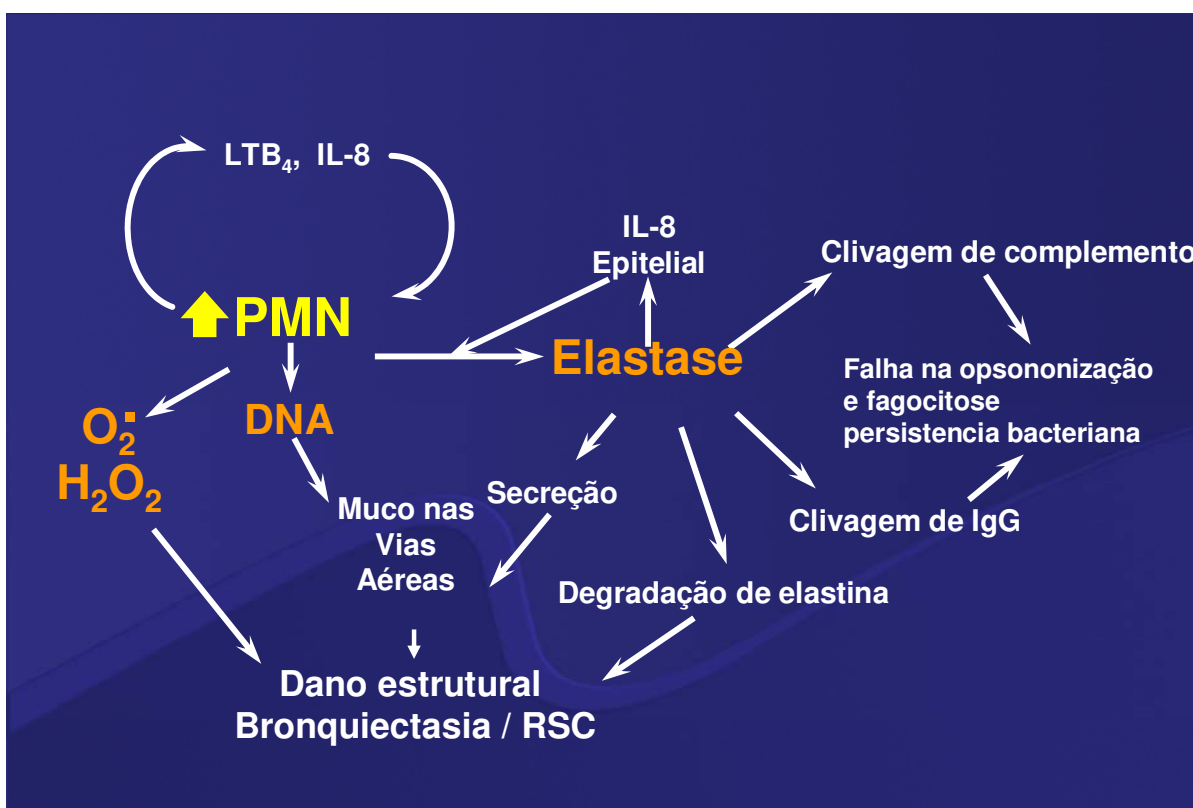 LTB₄, IL-8
IL-8
Epitelial
Clivagem de complemento
PMN
Elastase
Falha na opsononização
e fagocitose
persistencia bacteriana
O₂▪
H₂O₂
DNA
Secreção
Muco nas
Vias
Aéreas
Clivagem de IgG
Degradação de elastina
Dano estrutural
Bronquiectasia / RSC